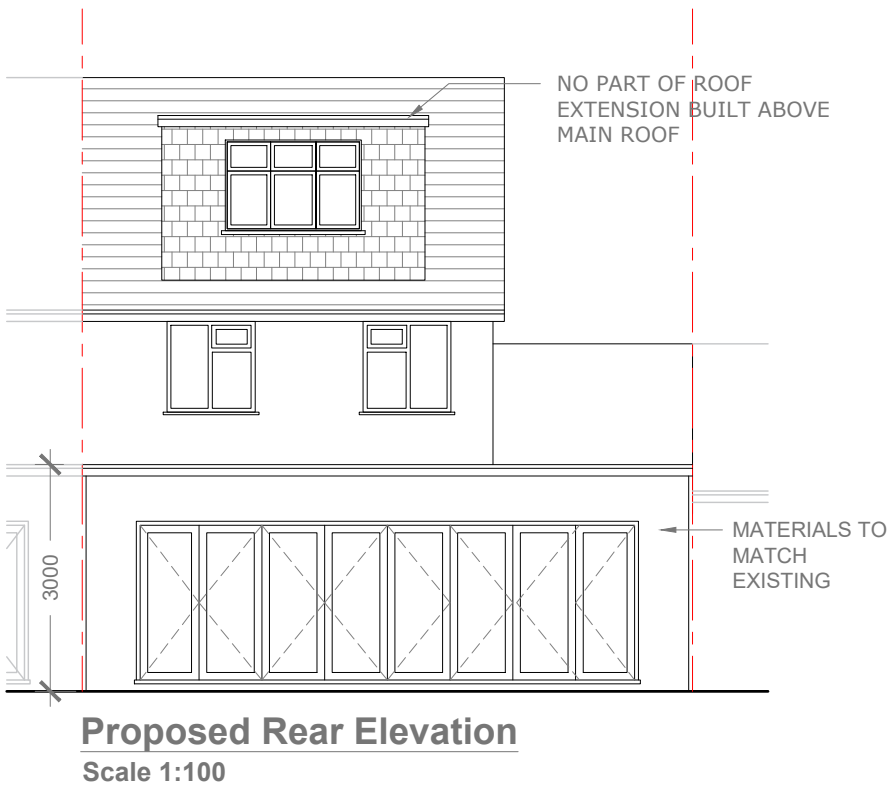 NO PART OF ROOF
EXTENSION BUILT ABOVE
MAIN ROOF
MATERIALS TO
MATCH
EXISTING
3000
Proposed Rear Elevation
Scale 1:100